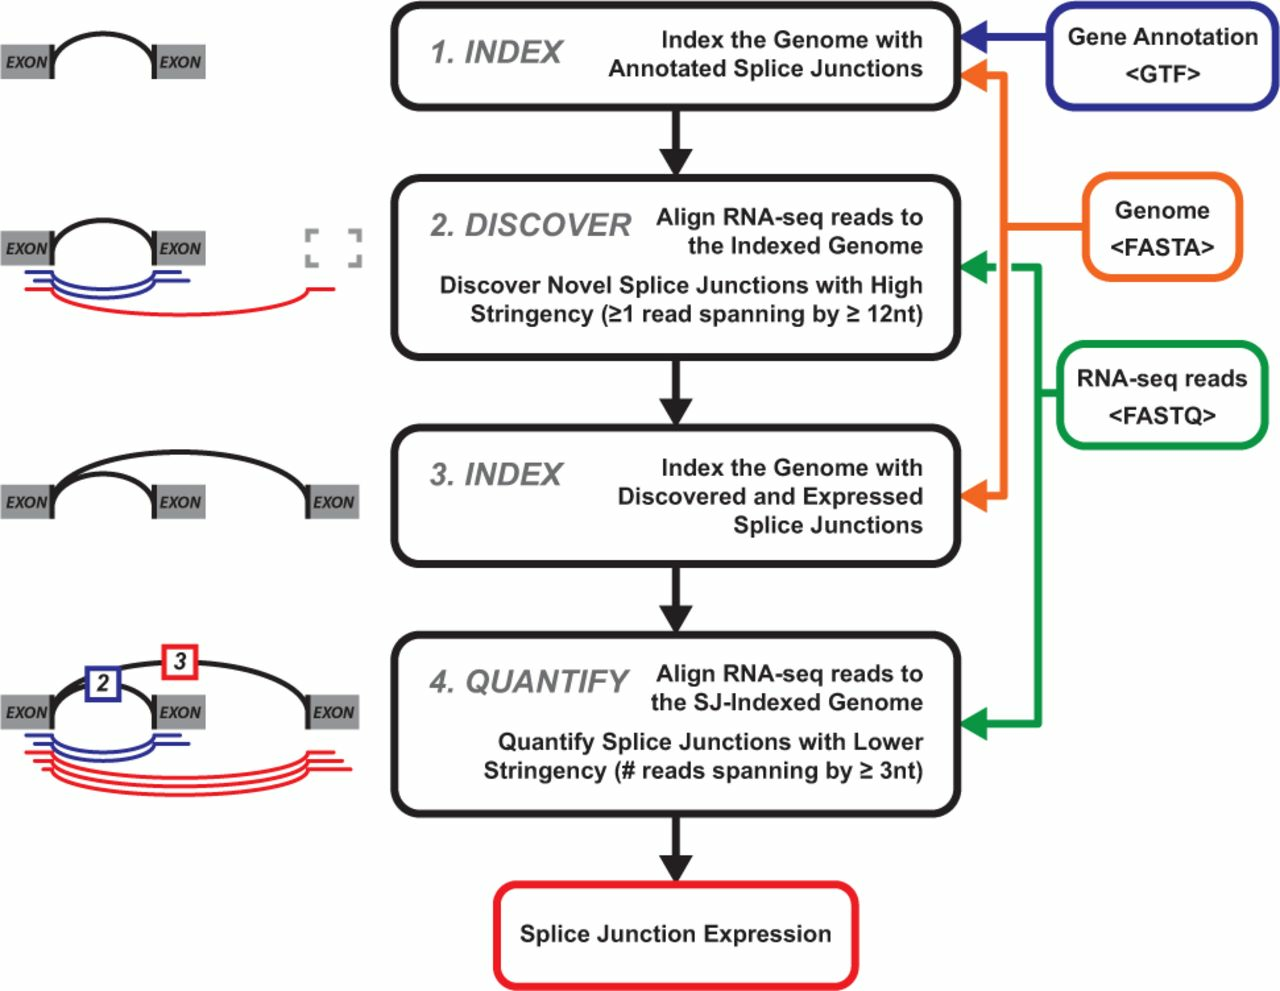 EXON EXON
1. INDEX
Index the Genome with
Annotated Splice Junctions
Gene Annotation
<GTF>
Genome
<FASTA>
EXON EXON
2. DISCOVER
Align RNA-seq reads to
the Indexed Genome
Discover Novel Splice Junctions with High
Stringency (≥1 read spanning by ≥ 12nt)
RNA-seq reads
<FASTQ>
EXON EXON EXON
3. INDEX
Index the Genome with
Discovered and Expressed
Splice Junctions
3
2
EXON EXON EXON
4. QUANTIFY
Align RNA-seq reads to
the SJ-Indexed Genome
Quantify Splice Junctions with Lower
Stringency (# reads spanning by ≥ 3nt)
Splice Junction Expression